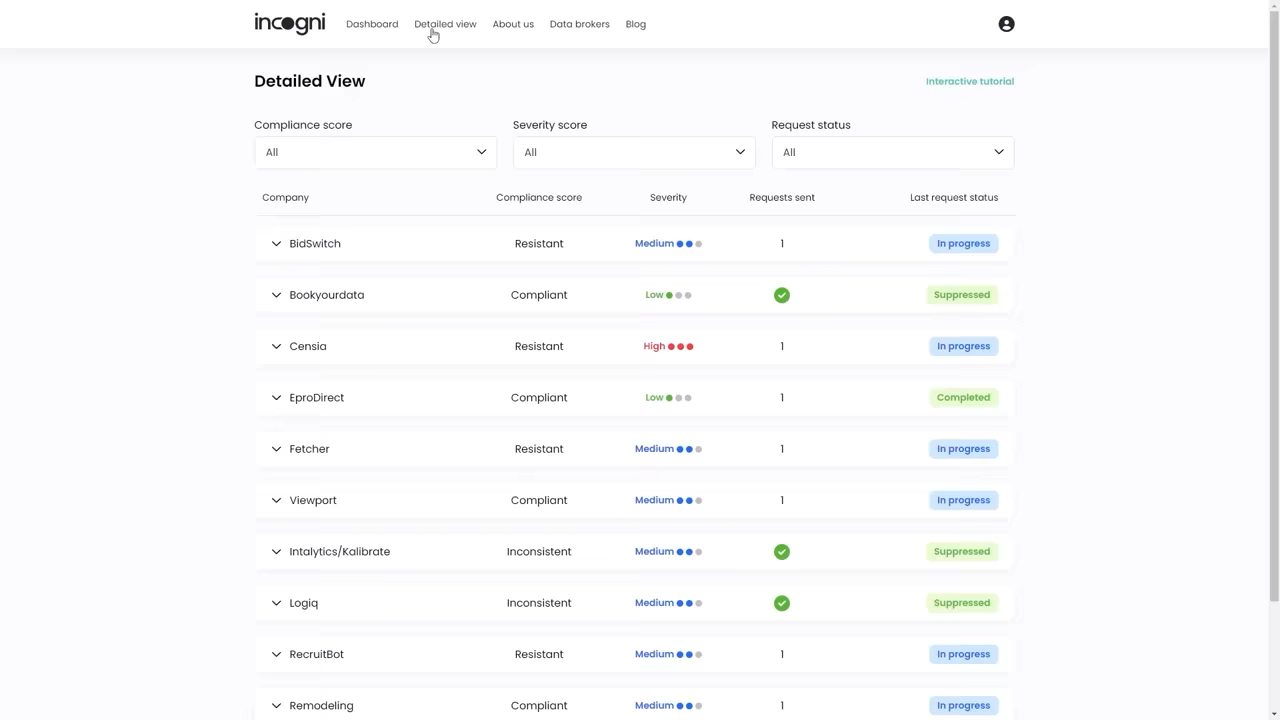 incogni Dashboard Detailed view About us Data brokers Blog
Detailed View Interactive tutorial
Compliance score Severity score Request status
All All All
Company Compliance score Severity Requests sent Last request status
BidSwitch Resistant Medium 1 In progress
Bookyourdata Compliant Low Suppressed
Censia Resistant High 1 In progress
EproDirect Compliant Low 1 Completed
Fetcher Resistant Medium 1 In progress
Viewport Compliant Medium 1 In progress
Intalytics/Kalibrate Inconsistent Medium Suppressed
Logiq Inconsistent Medium Suppressed
RecruitBot Resistant Medium 1 In progress
Remodeling Compliant Medium 1 In progress